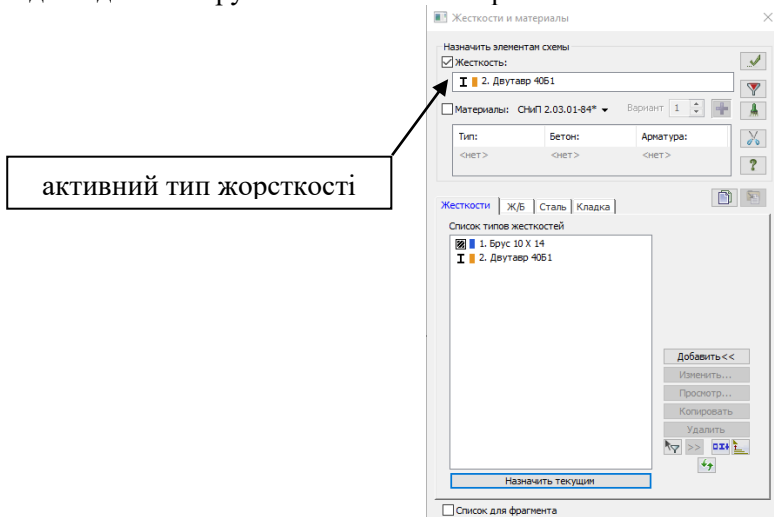 Жесткости и материалы
Назначить элементам схемы
Жесткость:
2. Двутавр 40Б1
Материалы: СНиП 2.03.01-84* Вариант 1
Тип: Бетон: Арматура:
<нет> <нет> <нет>
активний тип жорсткості
Жесткости Ж/Б Сталь Кладка
Список типов жесткостей
1. Брус 10 X 14
2. Двутавр 40Б1
Добавить<<
Изменить...
Просмотр...
Копировать
Удалить
>>
Назначить текущим
Список для фрагмента